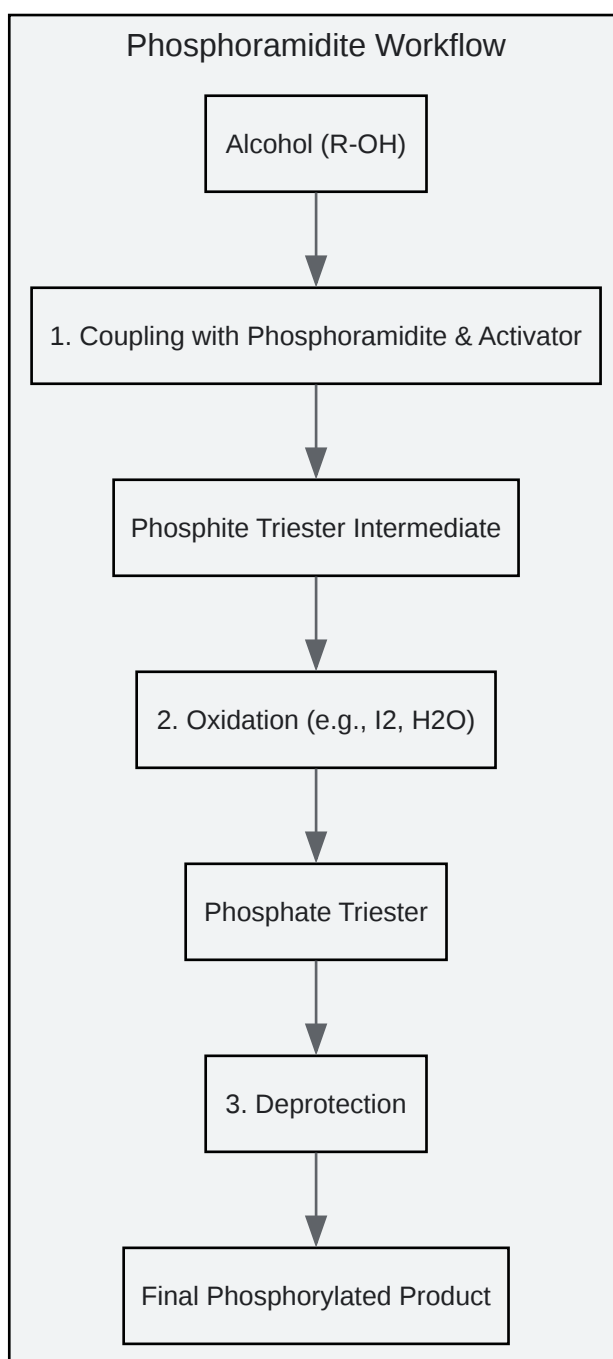 Phosphoramidite Workflow
Alcohol (R-OH)
1. Coupling with Phosphoramidite & Activator
Phosphite Triester Intermediate
2. Oxidation (e.g., I2, H2O)
Phosphate Triester
3. Deprotection
Final Phosphorylated Product